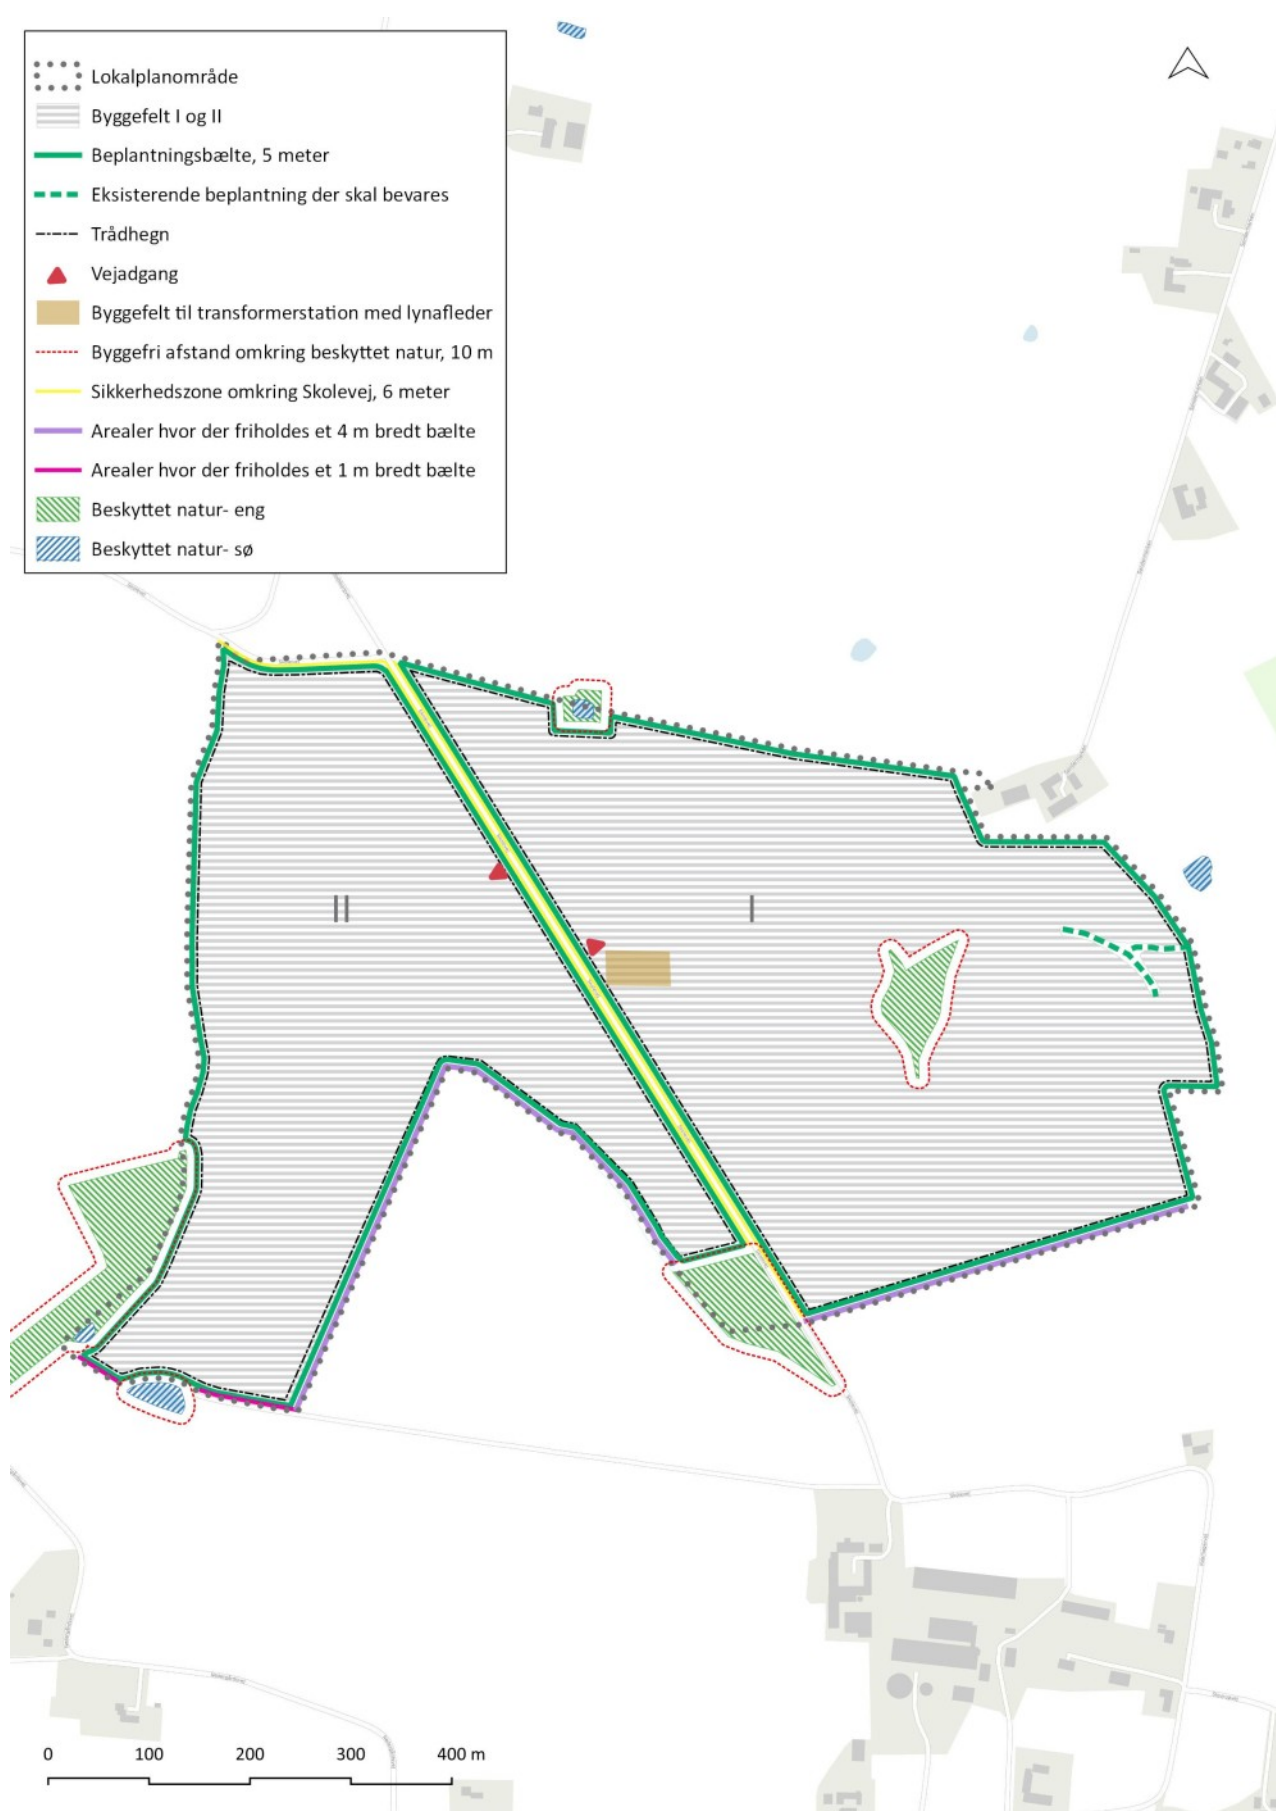 Lokalplanområde
Byggefelt I og II
Beplantningsbælte, 5 meter
Eksisterende beplantning der skal bevares
Trådhegn
Vejadgang
Byggefelt til transformerstation med lynafleder
Byggefri afstand omkring beskyttet natur, 10 m
Sikkerhedszone omkring Skolevej, 6 meter
Arealer hvor der friholdes et 4 m bredt bælte
Arealer hvor der friholdes et 1 m bredt bælte
Beskyttet natur- eng
Beskyttet natur- sø
II
I
0 100 200 300 400 m